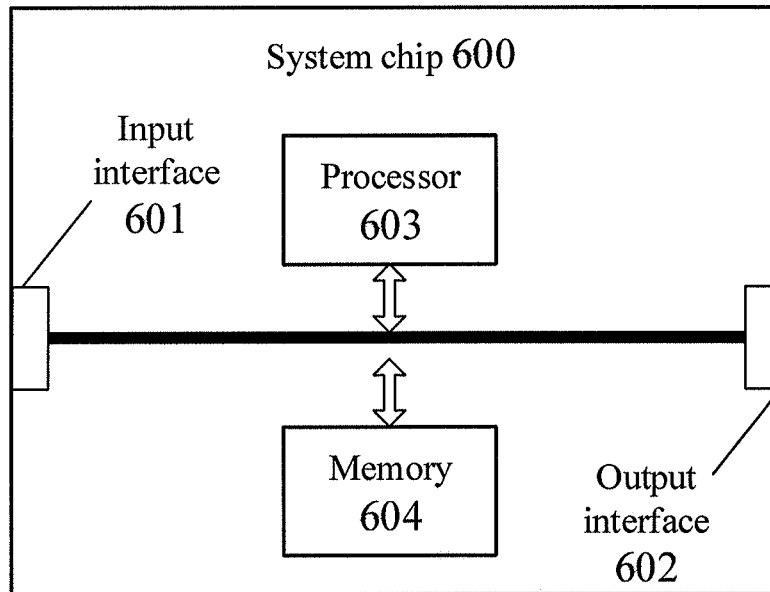 System chip 600
Input
interface
601
Processor
603
Memory
604
Output
interface
602